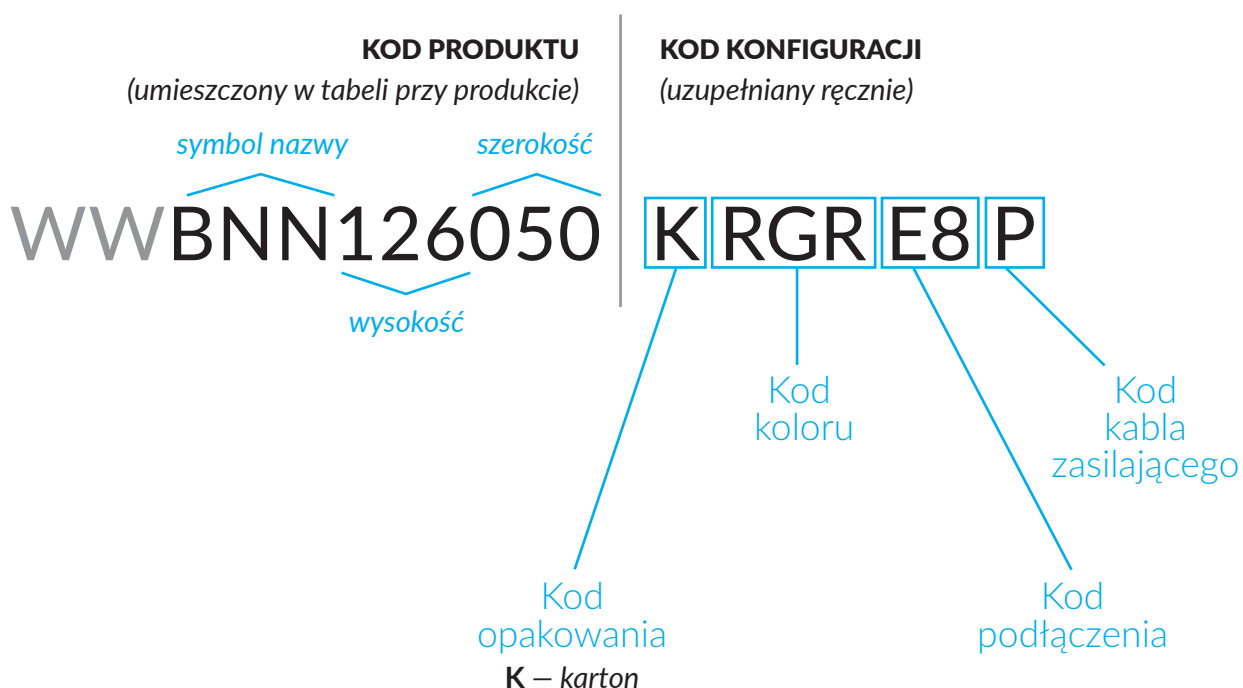 KOD PRODUKTU
(umieszczony w tabeli przy produkcie)
KOD KONFIGURACJI
(uzupełniany ręcznie)
symbol nazwy
szerokość
WWBNN126050 K RGR E8 P
wysokość
Kod
koloru
Kod
kabla
zasilającego
Kod
opakowania
K – karton
Kod
podłączenia